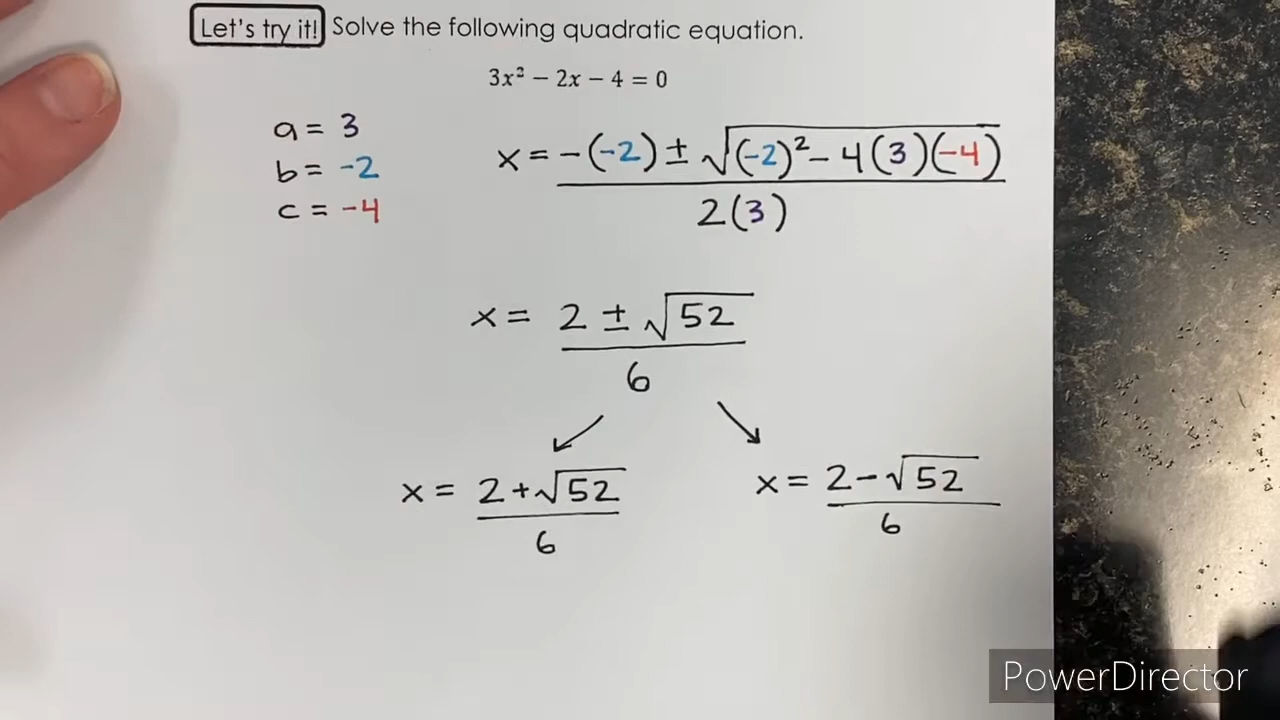 Let's try it! Solve the following quadratic equation.
3x² − 2x − 4 = 0
a = 3
b = -2
c = -4
x = -(-2) ± √(-2)² - 4(3)(-4)
2(3)
x = 2 ± √52
6
x = 2 + √52
6
x = 2 - √52
6
PowerDirector